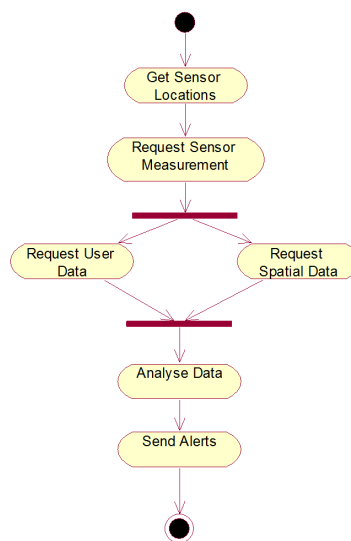 Get Sensor
Locations
Request Sensor
Measurement
Request User
Data
Request
Spatial Data
Analyse Data
Send Alerts